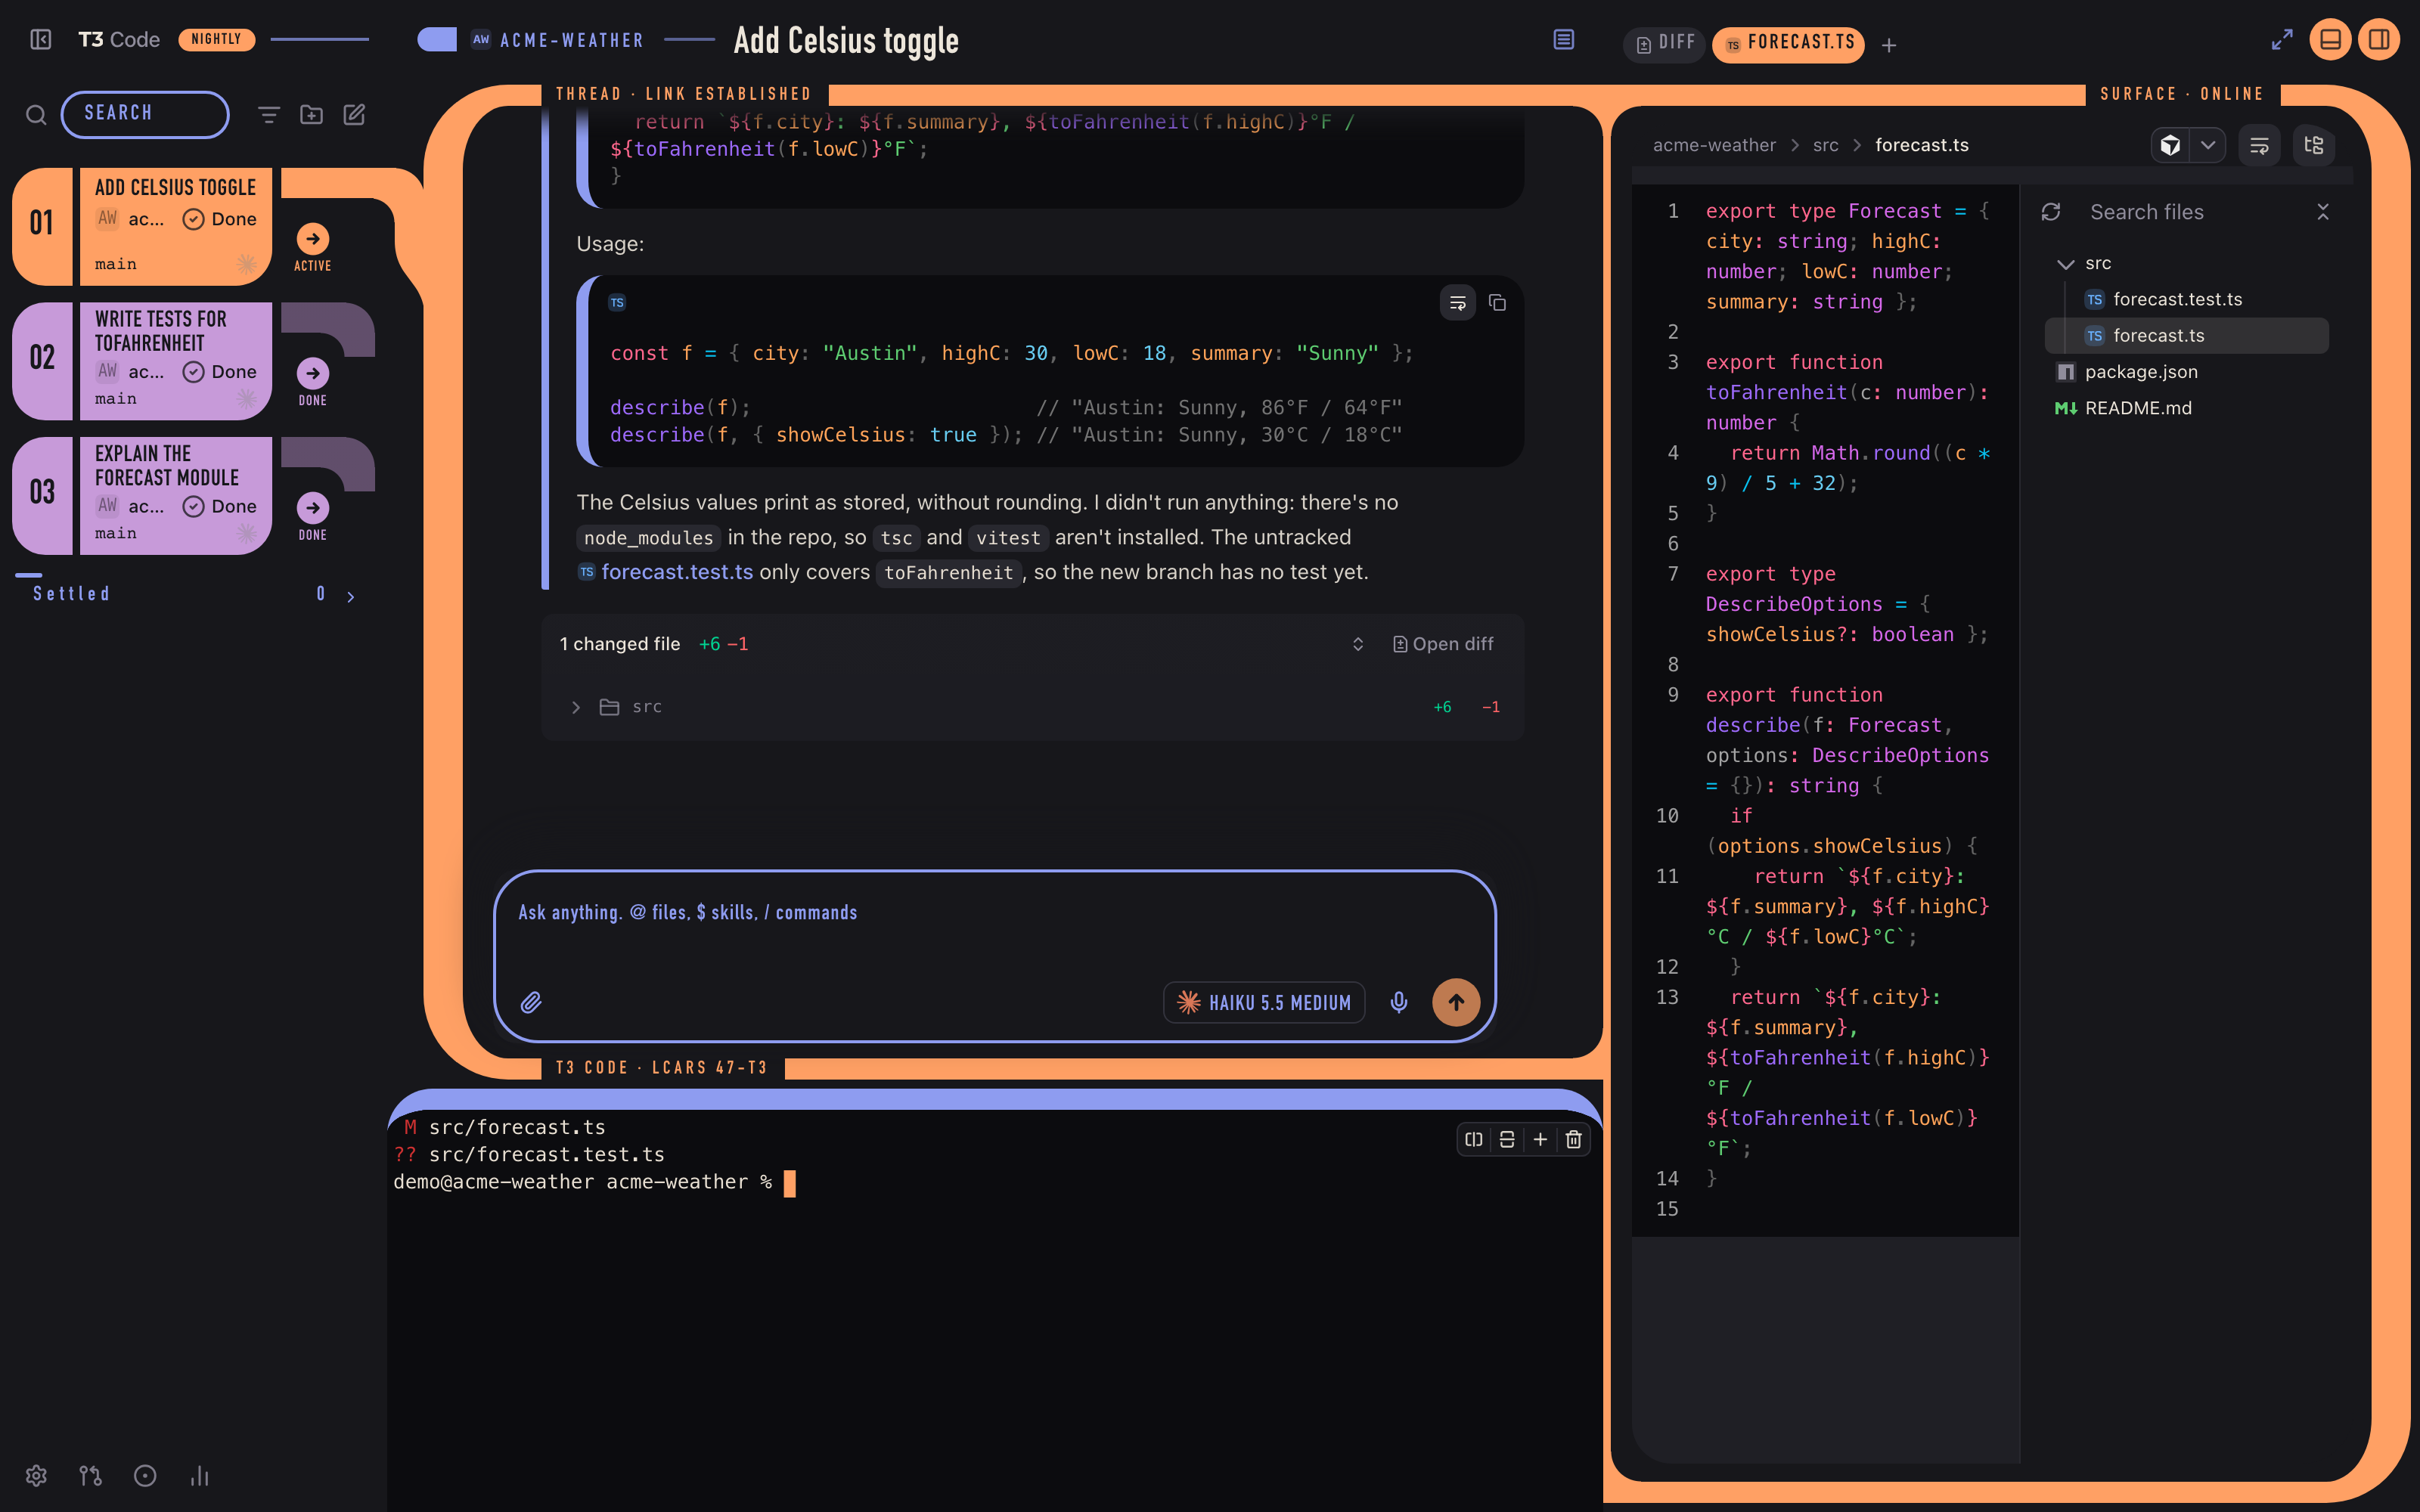 T3 Code NIGHTLY
AW ACME-WEATHER
Add Celsius toggle
DIFF
TS FORECAST.TS
SEARCH
01
ADD CELSIUS TOGGLE
AW ac... Done
main
ACTIVE
02
WRITE TESTS FOR
TOFAHRENHEIT
AW ac... Done
main
DONE
03
EXPLAIN THE
FORECAST MODULE
AW ac... Done
main
DONE
Settled 0
THREAD · LINK ESTABLISHED
return `${f.city}: ${f.summary}, ${toFahrenheit(f.highC)}°F /
${toFahrenheit(f.lowC)}°F`;
}
Usage:
TS
const f = { city: "Austin", highC: 30, lowC: 18, summary: "Sunny" };
describe(f); // "Austin: Sunny, 86°F / 64°F"
describe(f, { showCelsius: true }); // "Austin: Sunny, 30°C / 18°C"
The Celsius values print as stored, without rounding. I didn't run anything: there's no
node_modules in the repo, so tsc and vitest aren't installed. The untracked
TS forecast.test.ts only covers toFahrenheit, so the new branch has no test yet.
1 changed file +6 −1
Open diff
src +6 −1
Ask anything. @ files, $ skills, / commands
HAIKU 5.5 MEDIUM
T3 CODE · LCARS 47-T3
M src/forecast.ts
?? src/forecast.test.ts
demo@acme-weather acme-weather %
SURFACE · ONLINE
acme-weather > src > forecast.ts
1 export type Forecast = {
city: string; highC:
number; lowC: number;
summary: string };
2
3 export function
toFahrenheit(c: number):
number {
4 return Math.round((c *
9) / 5 + 32);
5 }
6
7 export type
DescribeOptions = {
showCelsius?: boolean };
8
9 export function
describe(f: Forecast,
options: DescribeOptions
= {}): string {
10 if
(options.showCelsius) {
11 return `${f.city}:
${f.summary}, ${f.highC}
°C / ${f.lowC}°C`;
12 }
13 return `${f.city}:
${f.summary},
${toFahrenheit(f.highC)}
°F /
${toFahrenheit(f.lowC)}
°F`;
14 }
15
Search files
src
TS forecast.test.ts
TS forecast.ts
package.json
M↓ README.md